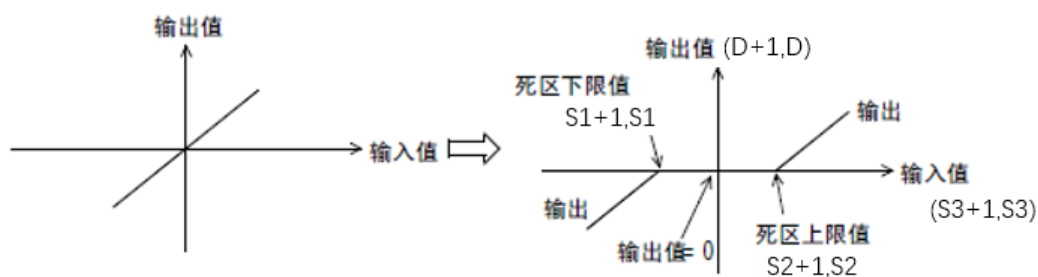 输出值
输入值
输出值 (D+1,D)
死区下限值
S1+1,S1
输出
输入值
(S3+1,S3)
输出
输出值= 0
死区上限值
S2+1,S2